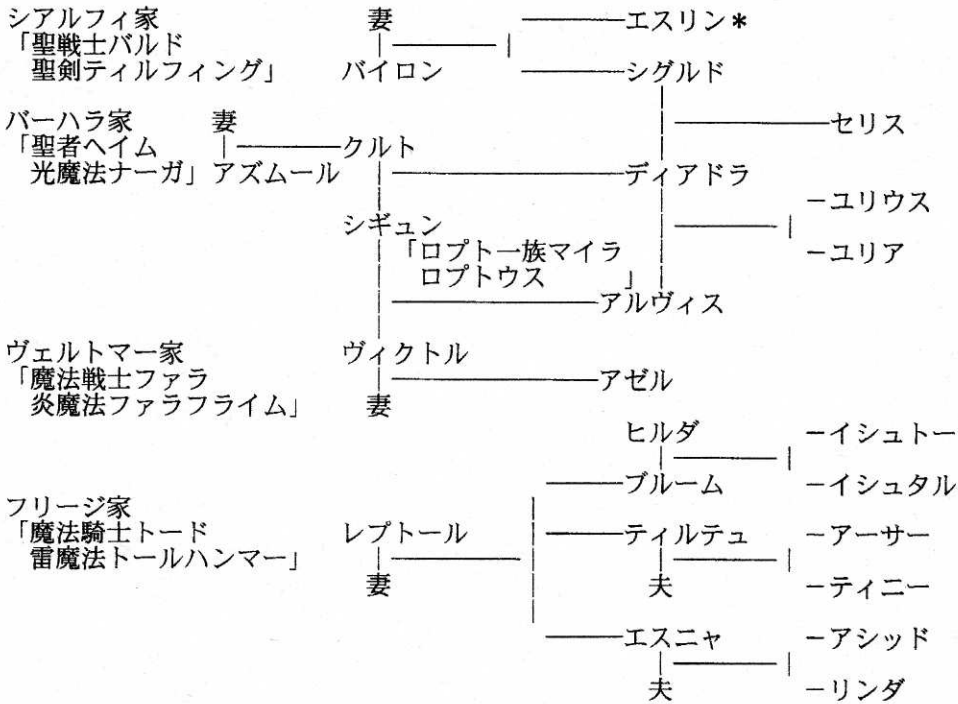 シアルフィ家 妻 エスリン*
「聖戦士バルド
聖剣ティルフィング」 バイロン シグルド
セリス
バーハラ家 妻
「聖者ヘイム クルト
光魔法ナーガ」アズムール ディアドラ
－ユリウス
シギュン
「ロプト一族マイラ －ユリア
ロプトウス 」
アルヴィス
ヴェルトマー家 ヴィクトル
「魔法戦士ファラ アゼル
炎魔法ファラフライム」 妻
ヒルダ －イシュトー
ブルーム －イシュタル
フリージ家
「魔法騎士トード レプトール ティルテュ －アーサー
雷魔法トールハンマー」
妻 夫 －ティニー
エスニャ －アシッド
夫 －リンダ